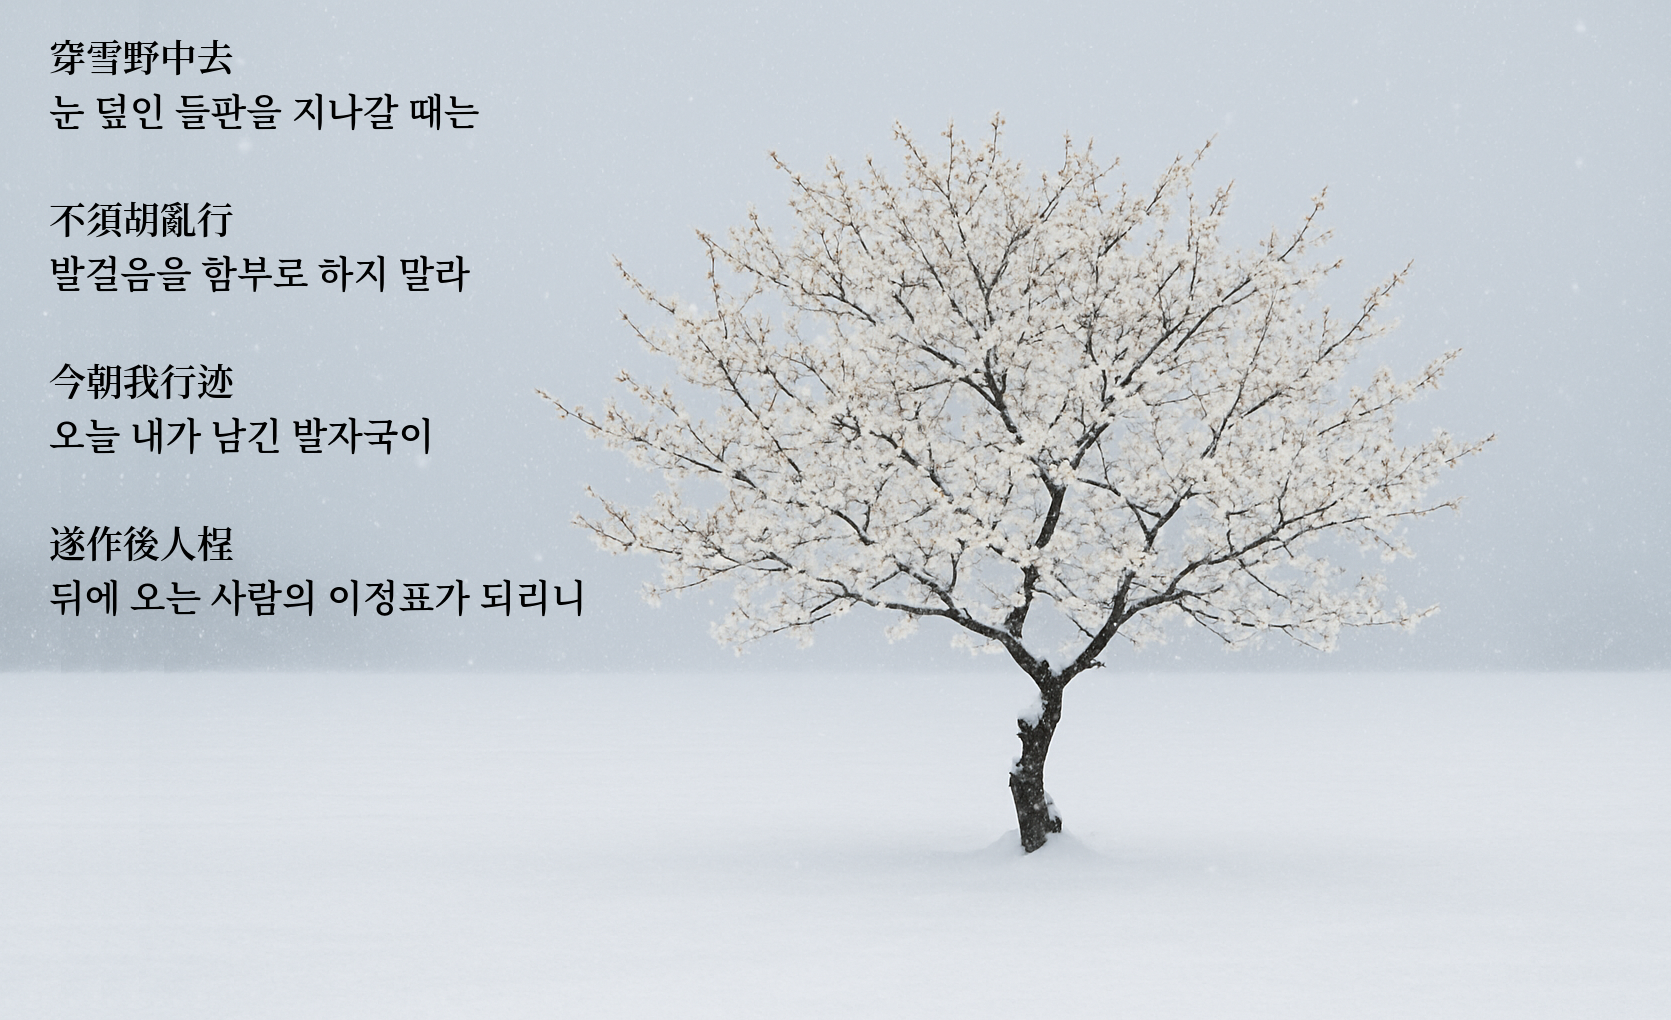 穿雪野中去
눈 덮인 들판을 지나갈 때는
不須胡亂行
발걸음을 함부로 하지 말라
今朝我行迹
오늘 내가 남긴 발자국이
遂作後人桯
뒤에 오는 사람의 이정표가 되리니